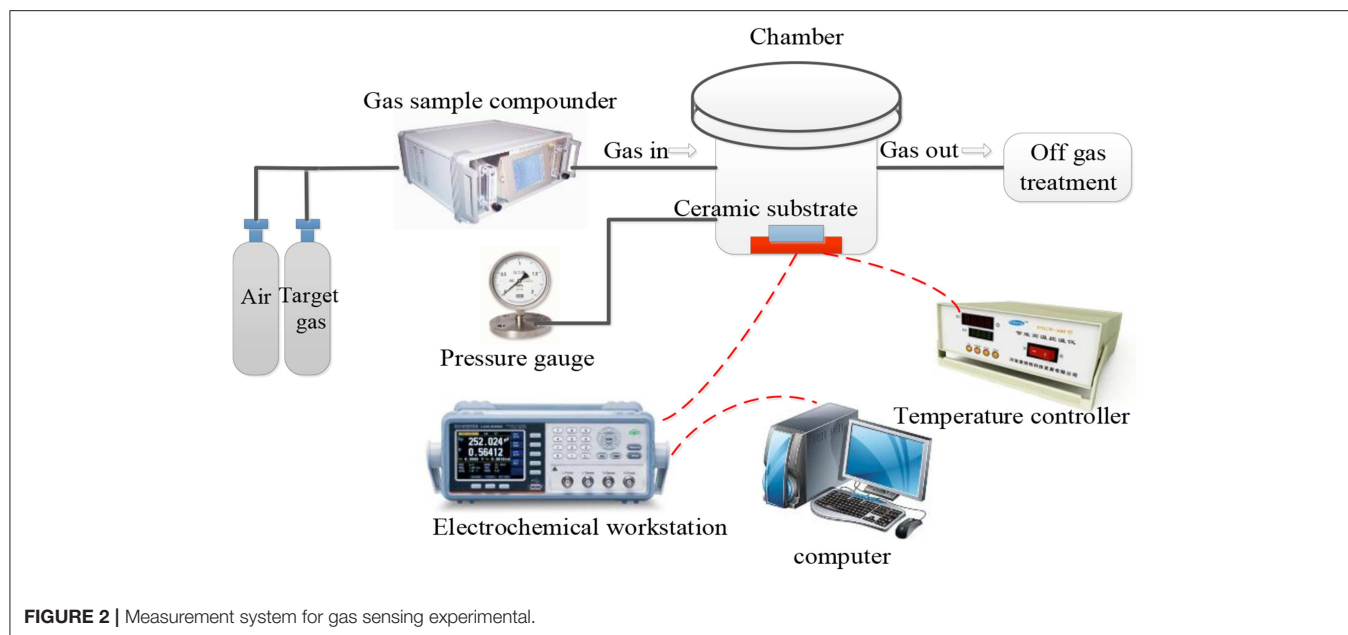 Chamber
Gas sample compounder
Gas in
Gas out
Off gas
treatment
Ceramic substrate
Air
Target
gas
Pressure gauge
252.024
0.56412
Temperature controller
Electrochemical workstation
computer
FIGURE 2 | Measurement system for gas sensing experimental.